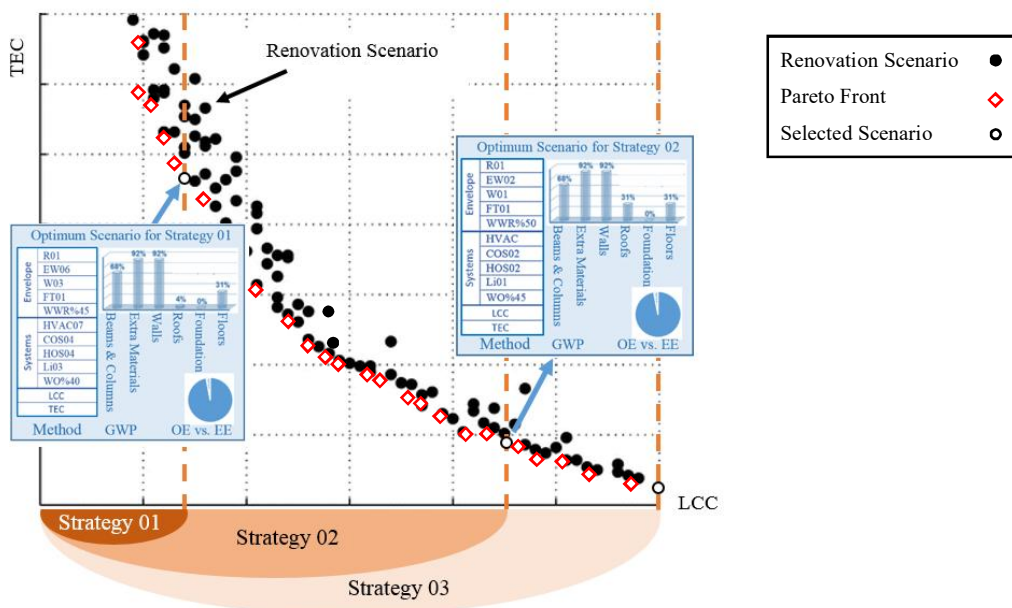 TEC
Renovation Scenario
Renovation Scenario
Pareto Front
Selected Scenario
Optimum Scenario for Strategy 01
Envelope
R01
EW06
W03
FT01
WWR%45
Systems
HVAC07
COS04
HOS04
Li03
WO%40
LCC
TEC
68%
92%
92%
4%
0%
31%
Beams & Columns
Extra Materials
Walls
Roofs
Foundation
Floors
Method
GWP
OE vs. EE
Optimum Scenario for Strategy 02
Envelope
R01
EW02
W01
FT01
WWR%50
Systems
HVAC
COS02
HOS02
Li01
WO%45
LCC
TEC
68%
92%
92%
31%
0%
31%
Beams & Columns
Extra Materials
Walls
Roofs
Foundation
Floors
Method
GWP
OE vs. EE
LCC
Strategy 01
Strategy 02
Strategy 03